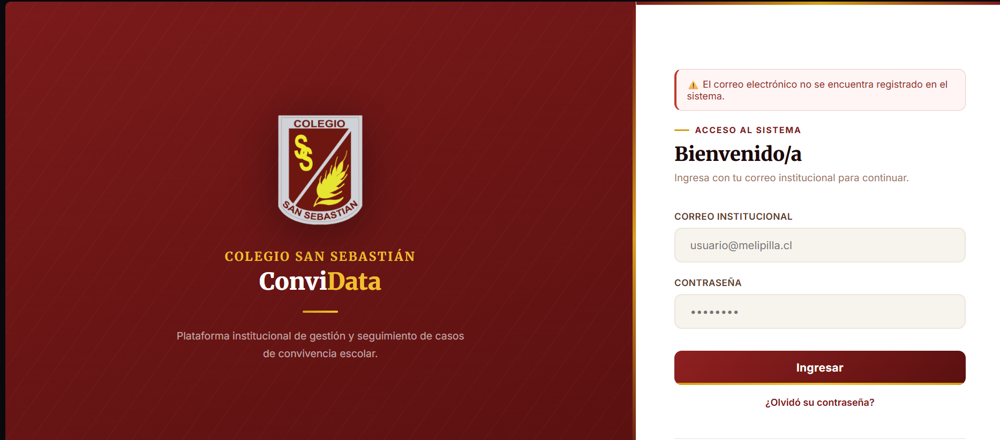 COLEGIO
SS
SAN SEBASTIAN
COLEGIO SAN SEBASTIÁN
ConviData
Plataforma institucional de gestión y seguimiento de casos
de convivencia escolar.
⚠️ El correo electrónico no se encuentra registrado en el
sistema.
ACCESO AL SISTEMA
Bienvenido/a
Ingresa con tu correo institucional para continuar.
CORREO INSTITUCIONAL
usuario@melipilla.cl
CONTRASEÑA
••••••••
Ingresar
¿Olvidó su contraseña?